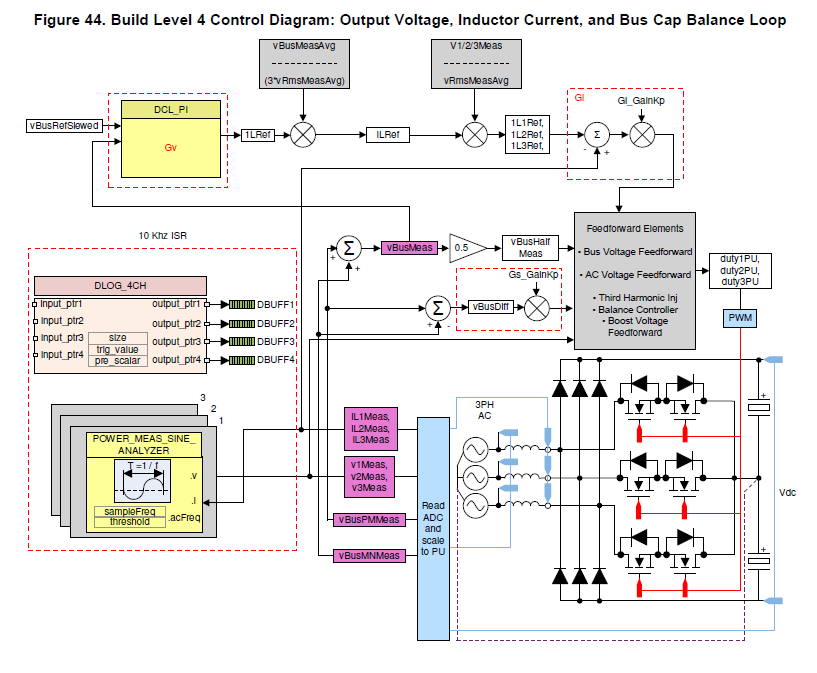 Figure 44. Build Level 4 Control Diagram: Output Voltage, Inductor Current, and Bus Cap Balance Loop
vBusMeasAvg
(3*vRmsMeasAvg)
V1/2/3Meas
vRmsMeasAvg
DCL_PI
Gv
vBusRefSlewed
1LRef
ILRef
1L1Ref,
1L2Ref,
1L3Ref,
Gi
Gi_GainKp
Σ
-
+
10 Khz ISR
Σ
+
+
vBusMeas
0.5
vBusHalf
Meas
Feedforward Elements
• Bus Voltage Feedforward
• AC Voltage Feedforward
• Third Harmonic Inj
• Balance Controller
• Boost Voltage
Feedforward
duty1PU,
duty2PU,
duty3PU
PWM
Gs_GainKp
Σ
+
-
vBusDiff
DLOG_4CH
Input_ptr1
Input_ptr2
Input_ptr3
Input_ptr4
size
trig_value
pre_scalar
output_ptr1
output_ptr2
output_ptr3
output_ptr4
DBUFF1
DBUFF2
DBUFF3
DBUFF4
3
2
1
POWER_MEAS_SINE_
ANALYZER
T =1 / f
.v
.I
sampleFreq
threshold
.acFreq
IL1Meas,
IL2Meas,
IL3Meas
v1Meas,
v2Meas,
v3Meas
vBusPMMeas
vBusMNMeas
Read
ADC
and
scale
to PU
3PH
AC
+
+
Vdc